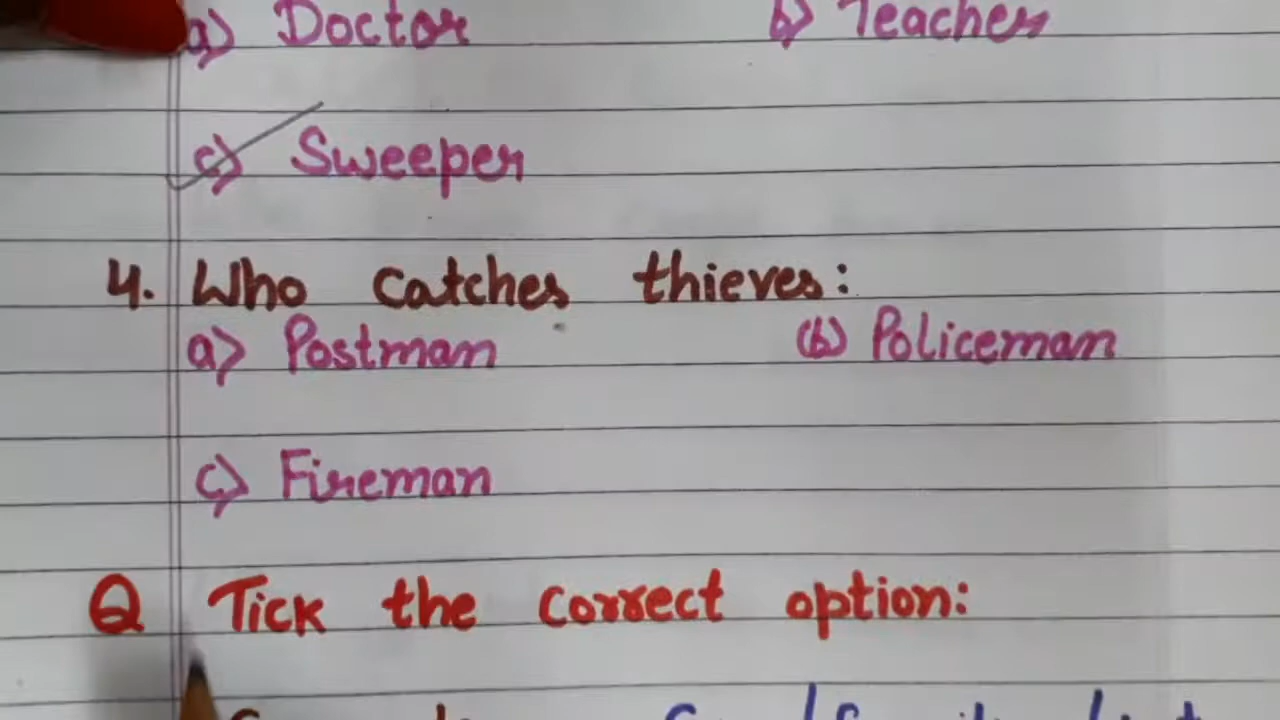 a) Doctor b) Teacher
c) Sweeper
4. Who catches thieves:
a) Postman (b) Policeman
c) Fireman
Q Tick the correct option: